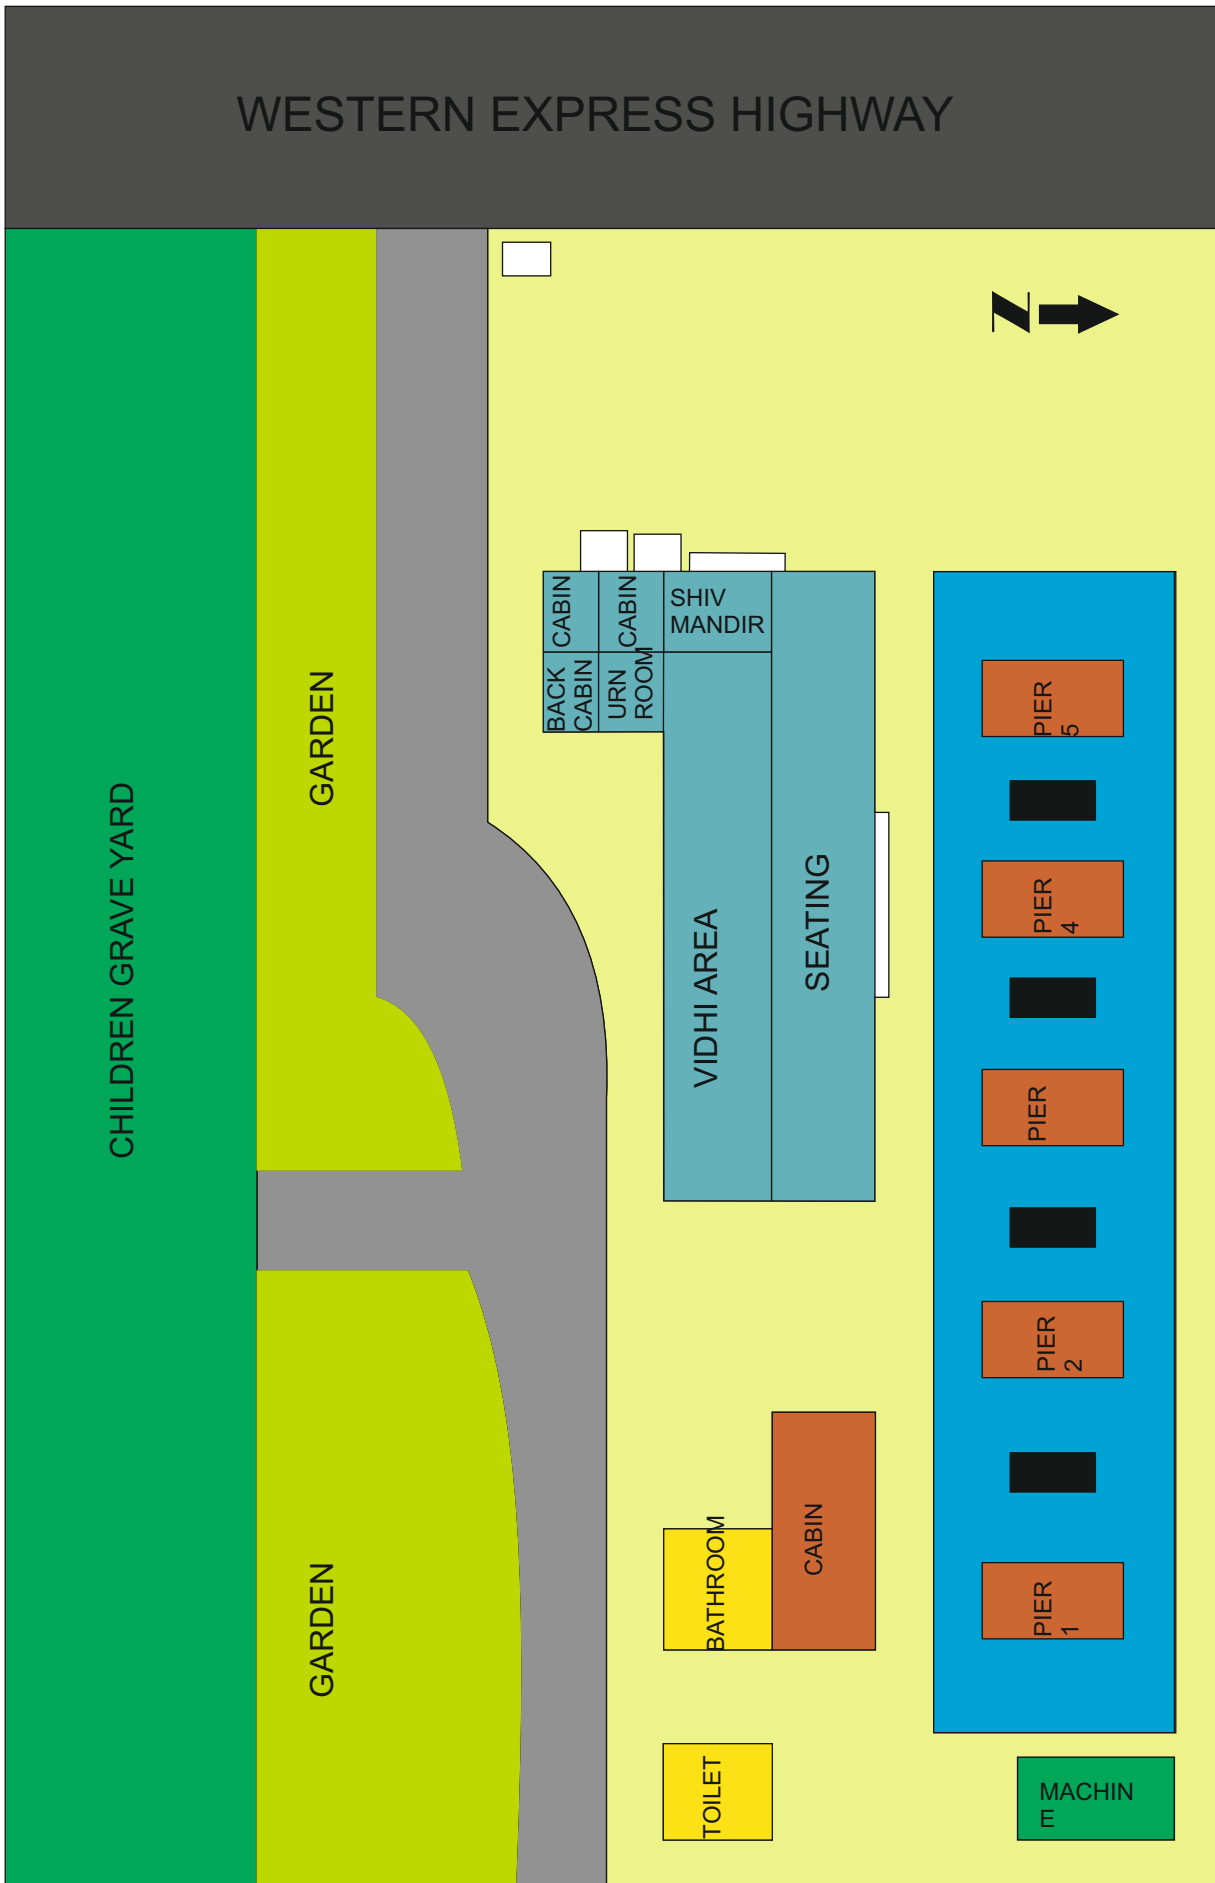 WESTERN EXPRESS HIGHWAY
N
CABIN
CABIN
SHIV
MANDIR
BACK
CABIN
URN
ROOM
GARDEN
CHILDREN GRAVE YARD
VIDHI AREA
SEATING
PIER
5
PIER
4
PIER
PIER
2
PIER
1
CABIN
BATHROOM
GARDEN
TOILET
MACHIN
E